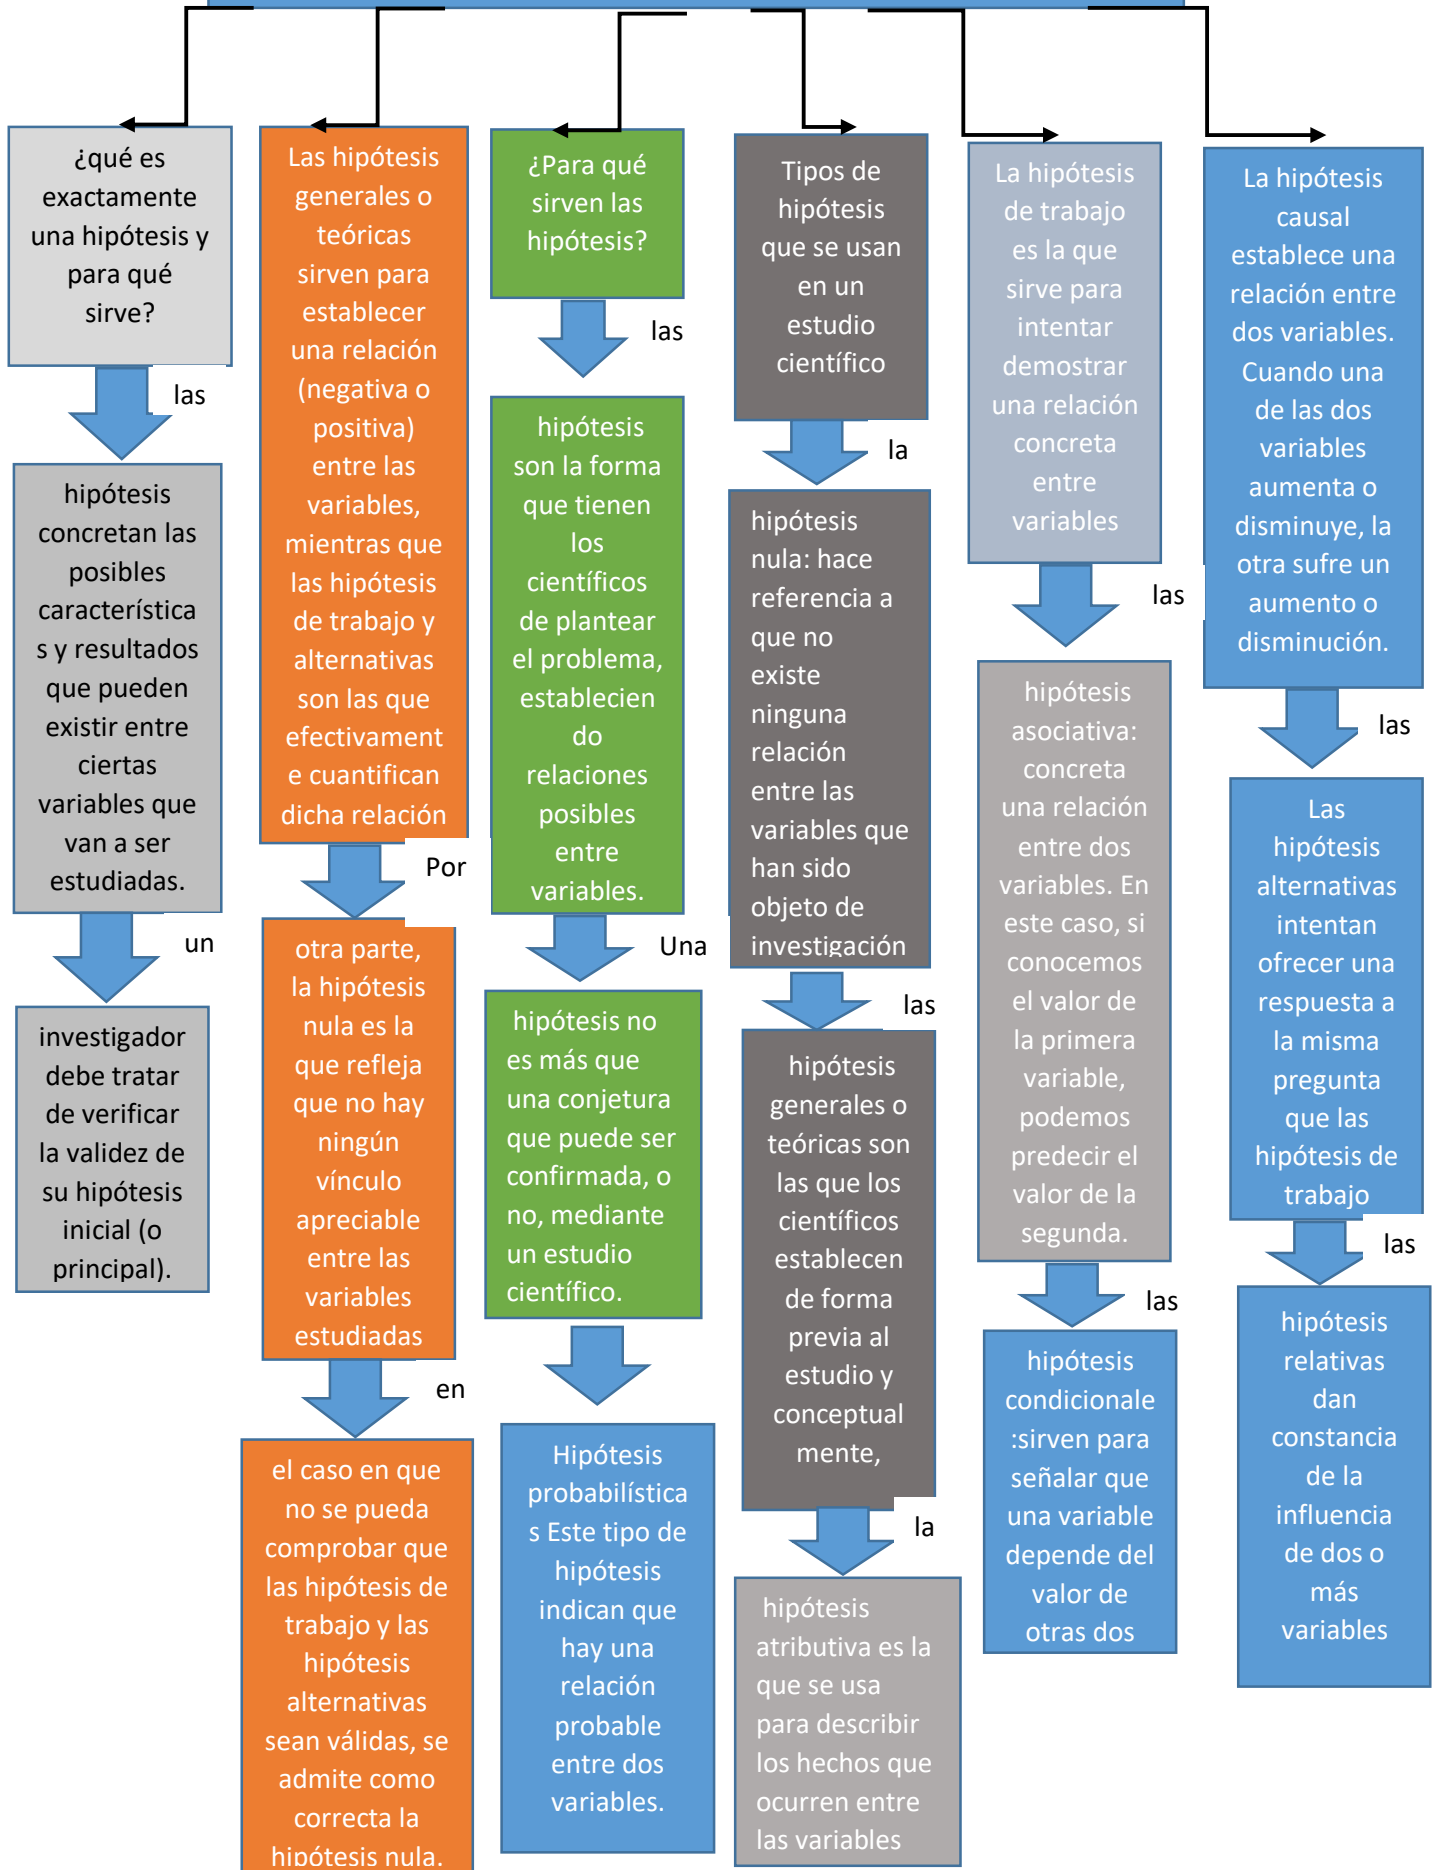 ¿qué es
exactamente
una hipótesis y
para qué
sirve?
las
hipótesis
concretan las
posibles
característica
s y resultados
que pueden
existir entre
ciertas
variables que
van a ser
estudiadas.
un
investigador
debe tratar
de verificar
la validez de
su hipótesis
inicial (o
principal).
Las hipótesis
generales o
teóricas
sirven para
establecer
una relación
(negativa o
positiva)
entre las
variables,
mientras que
las hipótesis
de trabajo y
alternativas
son las que
efectivament
e cuantifican
dicha relación
Por
otra parte,
la hipótesis
nula es la
que refleja
que no hay
ningún
vínculo
apreciable
entre las
variables
estudiadas
en
el caso en que
no se pueda
comprobar que
las hipótesis de
trabajo y las
hipótesis
alternativas
sean válidas, se
admite como
correcta la
hipótesis nula.
¿Para qué
sirven las
hipótesis?
las
hipótesis
son la forma
que tienen
los
científicos
de plantear
el problema,
establecien
do
relaciones
posibles
entre
variables.
Una
hipótesis no
es más que
una conjetura
que puede ser
confirmada, o
no, mediante
un estudio
científico.
Hipótesis
probabilística
s Este tipo de
hipótesis
indican que
hay una
relación
probable
entre dos
variables.
Tipos de
hipótesis
que se usan
en un
estudio
científico
la
hipótesis
nula: hace
referencia a
que no
existe
ninguna
relación
entre las
variables que
han sido
objeto de
investigación
las
hipótesis
generales o
teóricas son
las que los
científicos
establecen
de forma
previa al
estudio y
conceptual
mente,
la
hipótesis
atributiva es la
que se usa
para describir
los hechos que
ocurren entre
las variables
La hipótesis
de trabajo
es la que
sirve para
intentar
demostrar
una relación
concreta
entre
variables
las
hipótesis
asociativa:
concreta
una relación
entre dos
variables. En
este caso, si
conocemos
el valor de
la primera
variable,
podemos
predecir el
valor de la
segunda.
las
hipótesis
condicionale
:sirven para
señalar que
una variable
depende del
valor de
otras dos
La hipótesis
causal
establece una
relación entre
dos variables.
Cuando una
de las dos
variables
aumenta o
disminuye, la
otra sufre un
aumento o
disminución.
las
Las
hipótesis
alternativas
intentan
ofrecer una
respuesta a
la misma
pregunta
que las
hipótesis de
trabajo
las
hipótesis
relativas
dan
constancia
de la
influencia
de dos o
más
variables